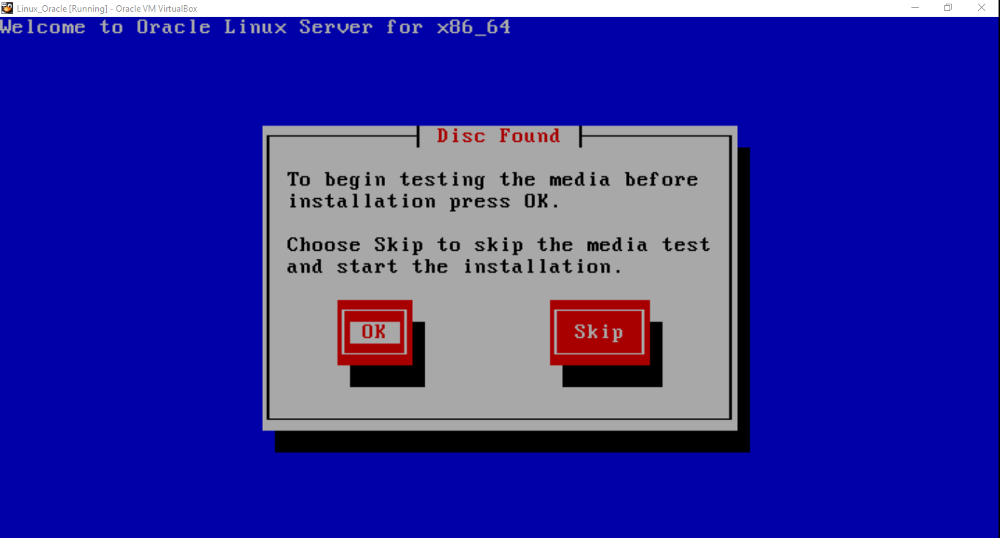 Linux_Oracle [Running] - Oracle VM VirtualBox
Welcome to Oracle Linux Server for x86_64
Disc Found
To begin testing the media before
installation press OK.
Choose Skip to skip the media test
and start the installation.
OK
Skip